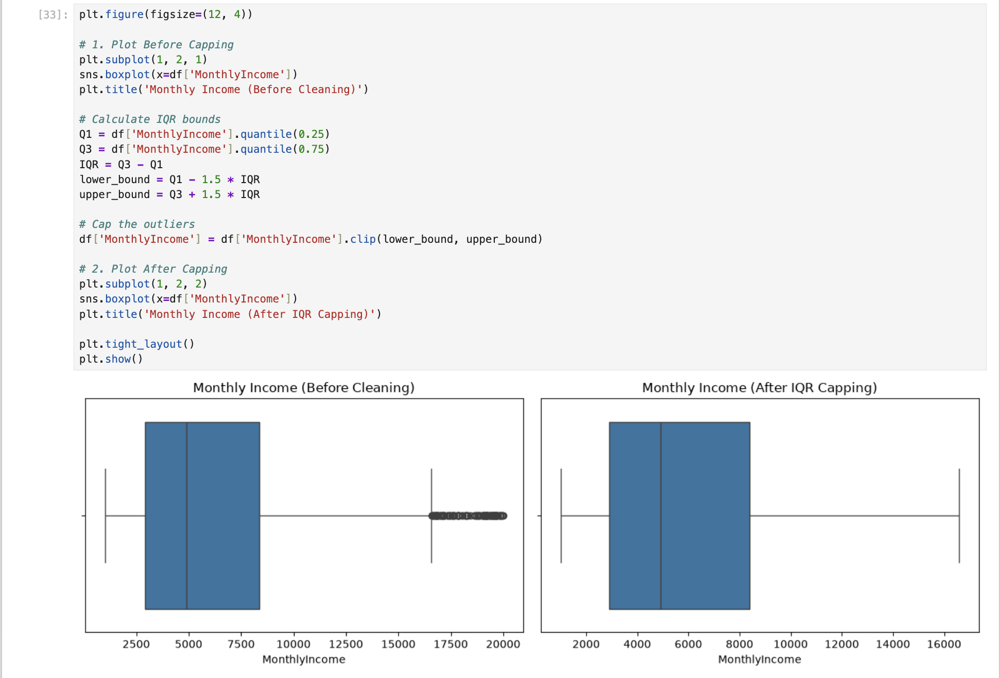 [33]:
plt.figure(figsize=(12, 4))
# 1. Plot Before Capping
plt.subplot(1, 2, 1)
sns.boxplot(x=df['MonthlyIncome'])
plt.title('Monthly Income (Before Cleaning)')
# Calculate IQR bounds
Q1 = df['MonthlyIncome'].quantile(0.25)
Q3 = df['MonthlyIncome'].quantile(0.75)
IQR = Q3 - Q1
lower_bound = Q1 - 1.5 * IQR
upper_bound = Q3 + 1.5 * IQR
# Cap the outliers
df['MonthlyIncome'] = df['MonthlyIncome'].clip(lower_bound, upper_bound)
# 2. Plot After Capping
plt.subplot(1, 2, 2)
sns.boxplot(x=df['MonthlyIncome'])
plt.title('Monthly Income (After IQR Capping)')
plt.tight_layout()
plt.show()
Monthly Income (Before Cleaning)
2500 5000 7500 10000 12500 15000 17500 20000
MonthlyIncome
Monthly Income (After IQR Capping)
2000 4000 6000 8000 10000 12000 14000 16000
MonthlyIncome